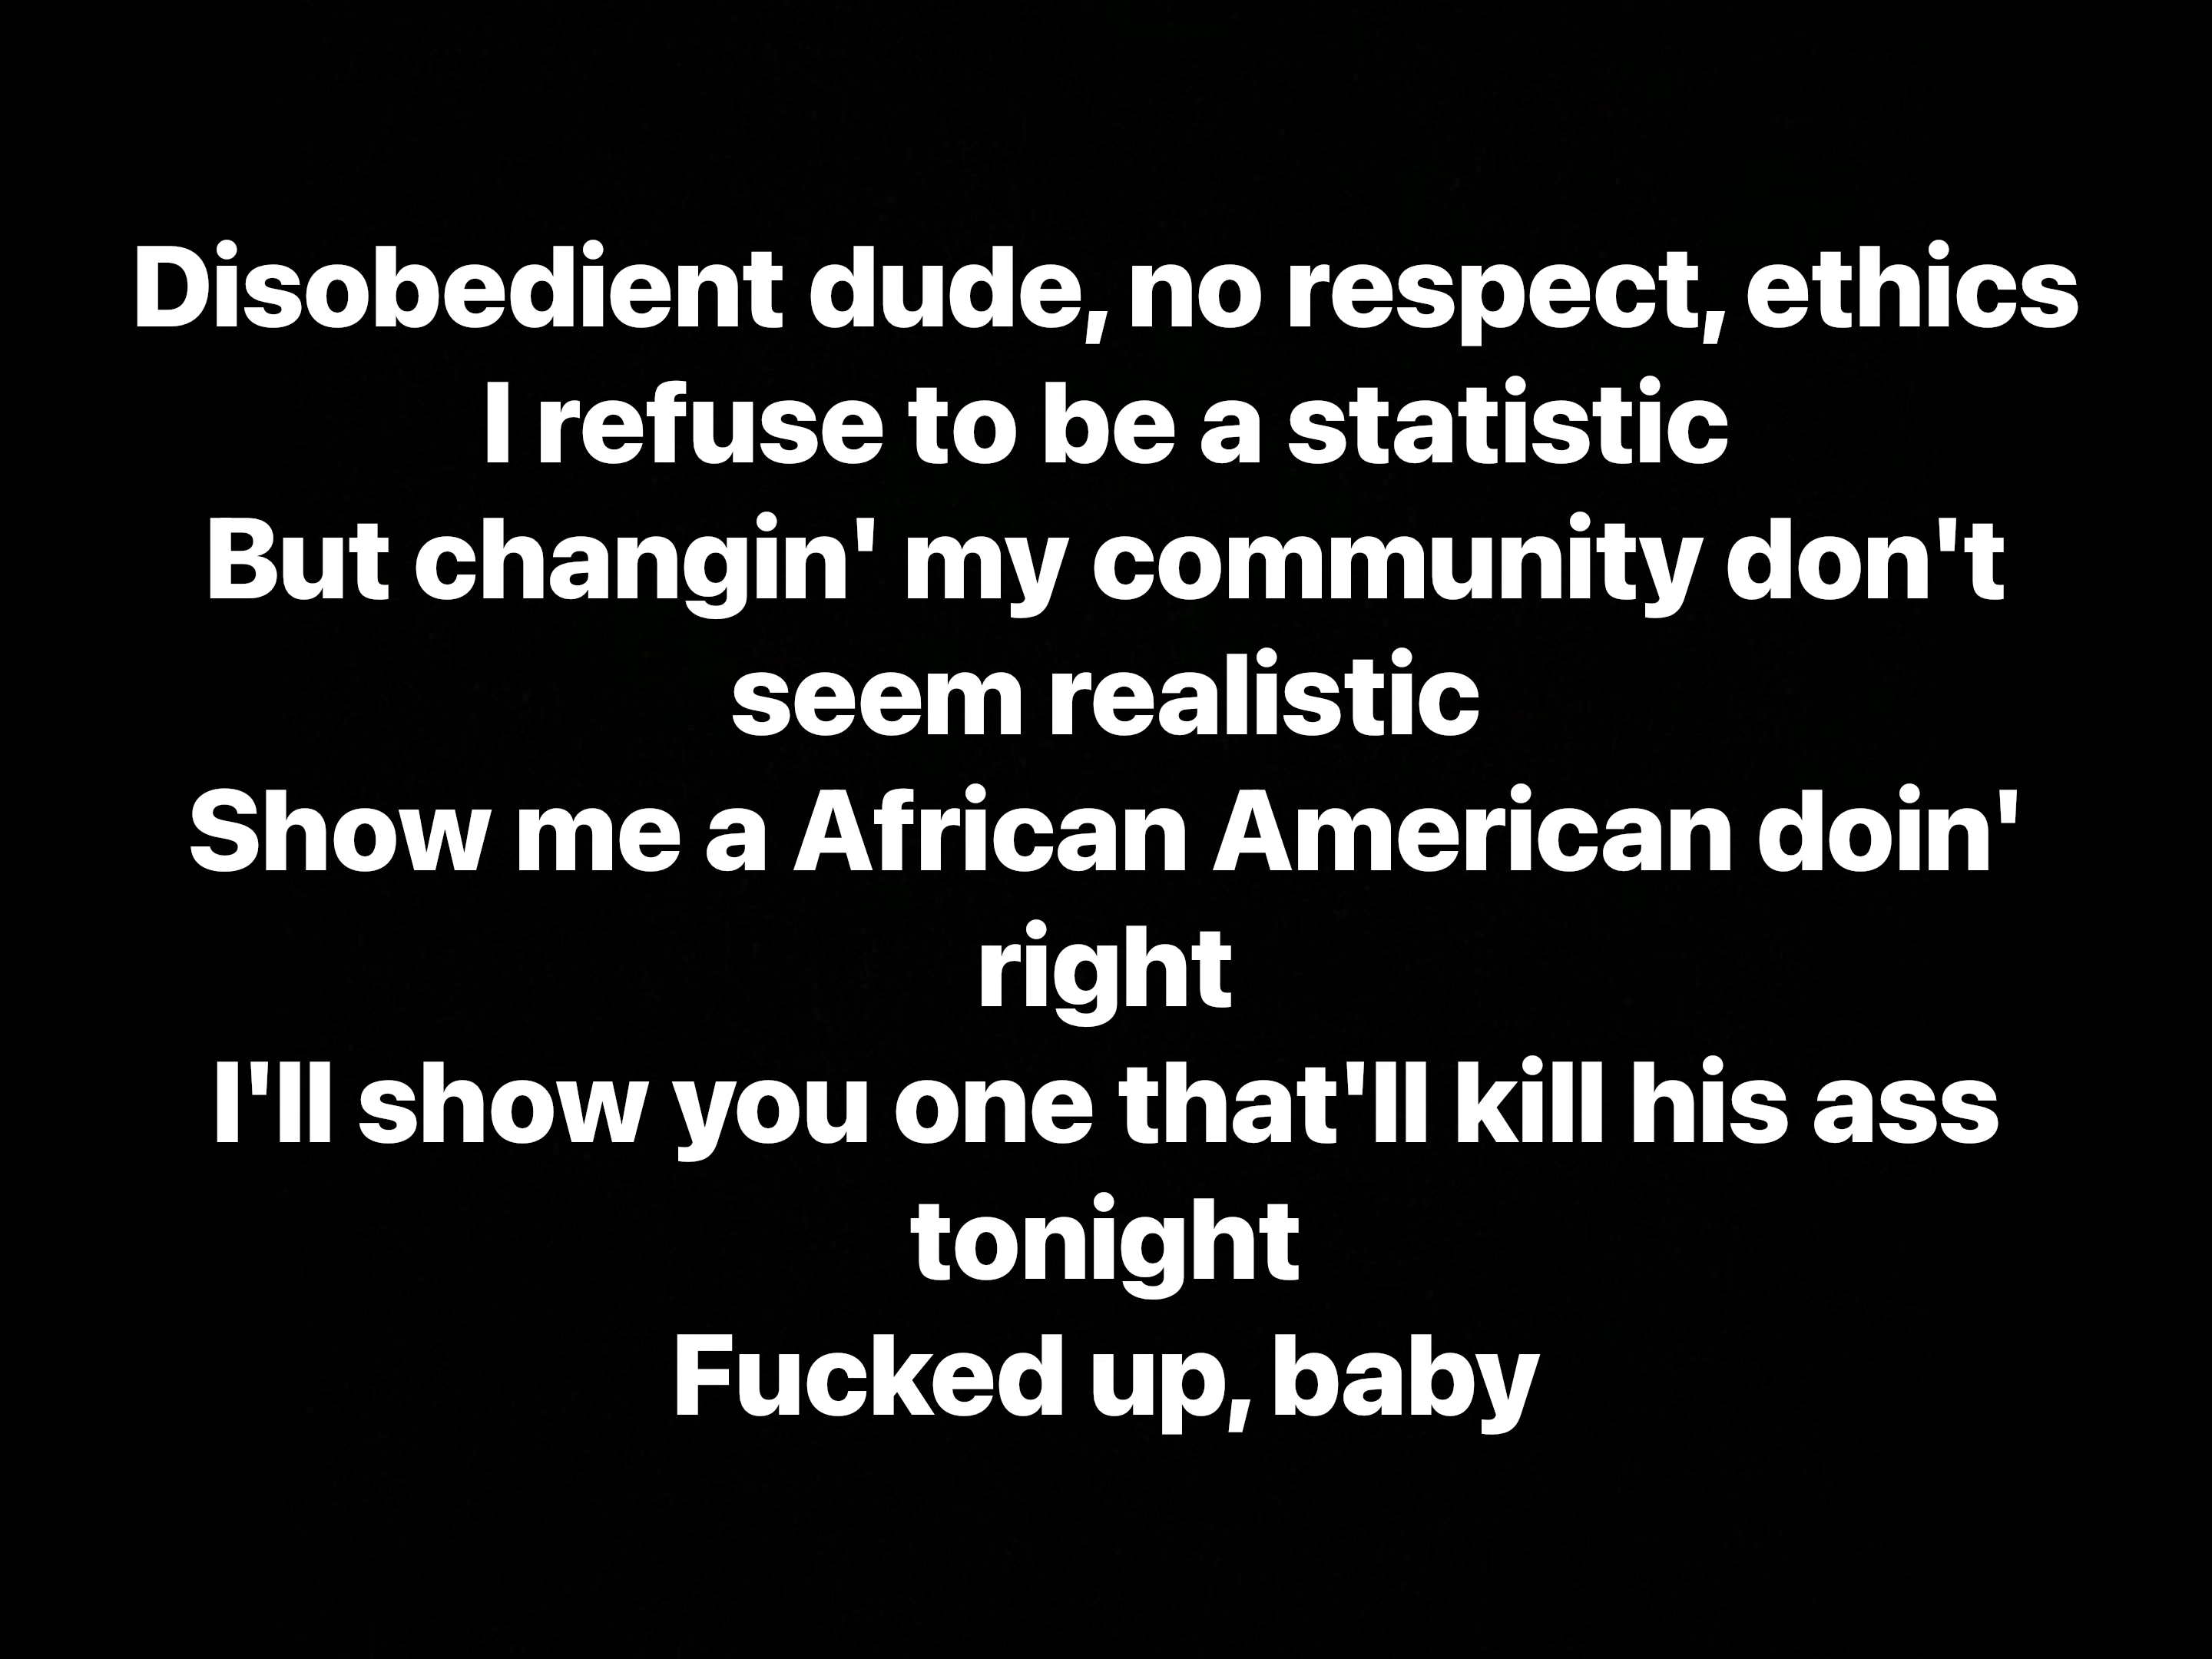 Disobedient dude, no respect, ethics
I refuse to be a statistic
But changin' my community don't
seem realistic
Show me a African American doin'
right
I'll show you one that'll kill his ass
tonight
Fucked up, baby